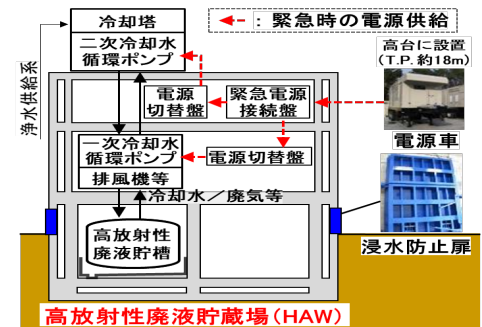 冷却塔
二次冷却水
循環ポンプ
：緊急時の電源供給
浄水供給系
高台に設置
(T.P. 約18m)
電源車
電源
切替盤
緊急電源
接続盤
一次冷却水
循環ポンプ
排風機等
電源切替盤
冷却水／廃気等
高放射性
廃液貯槽
浸水防止扉
高放射性廃液貯蔵場(HAW)